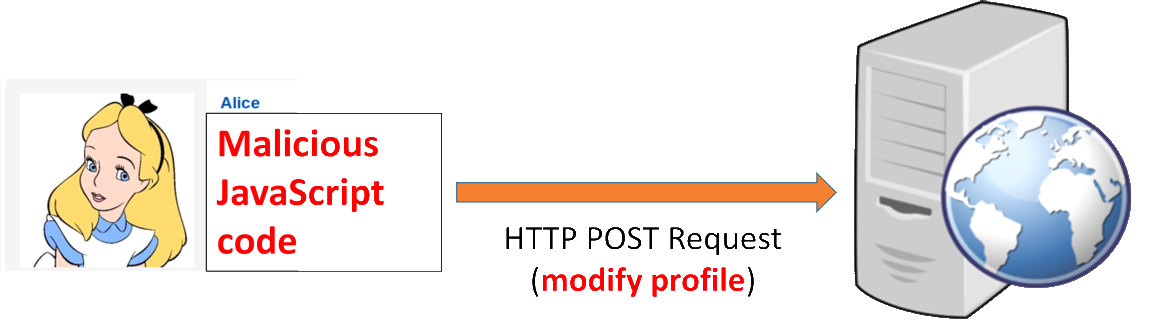 Alice
Malicious
JavaScript
code
HTTP POST Request
(modify profile)